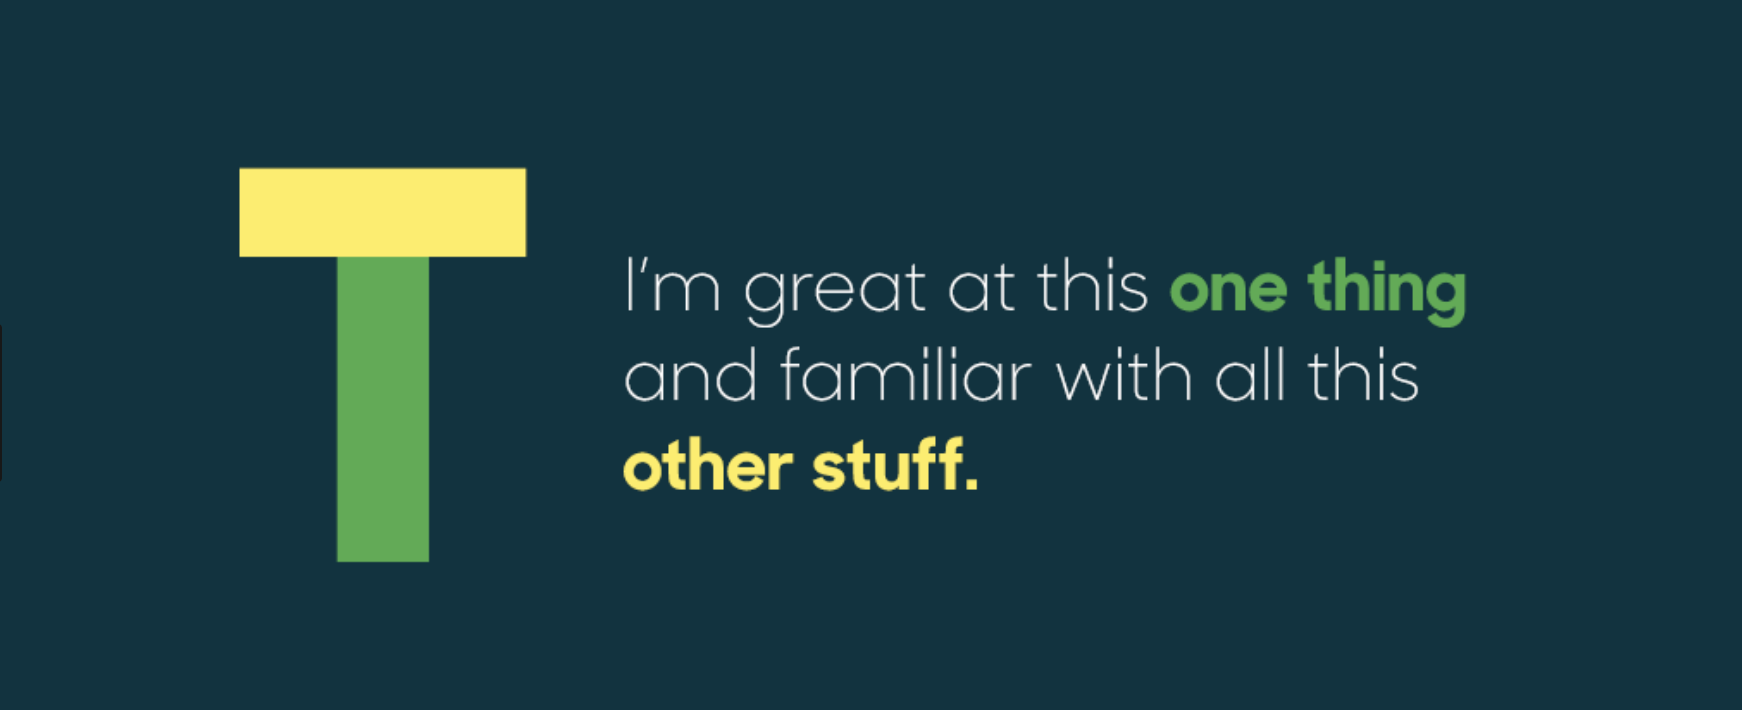 T
I'm great at this one thing
and familiar with all this
other stuff.